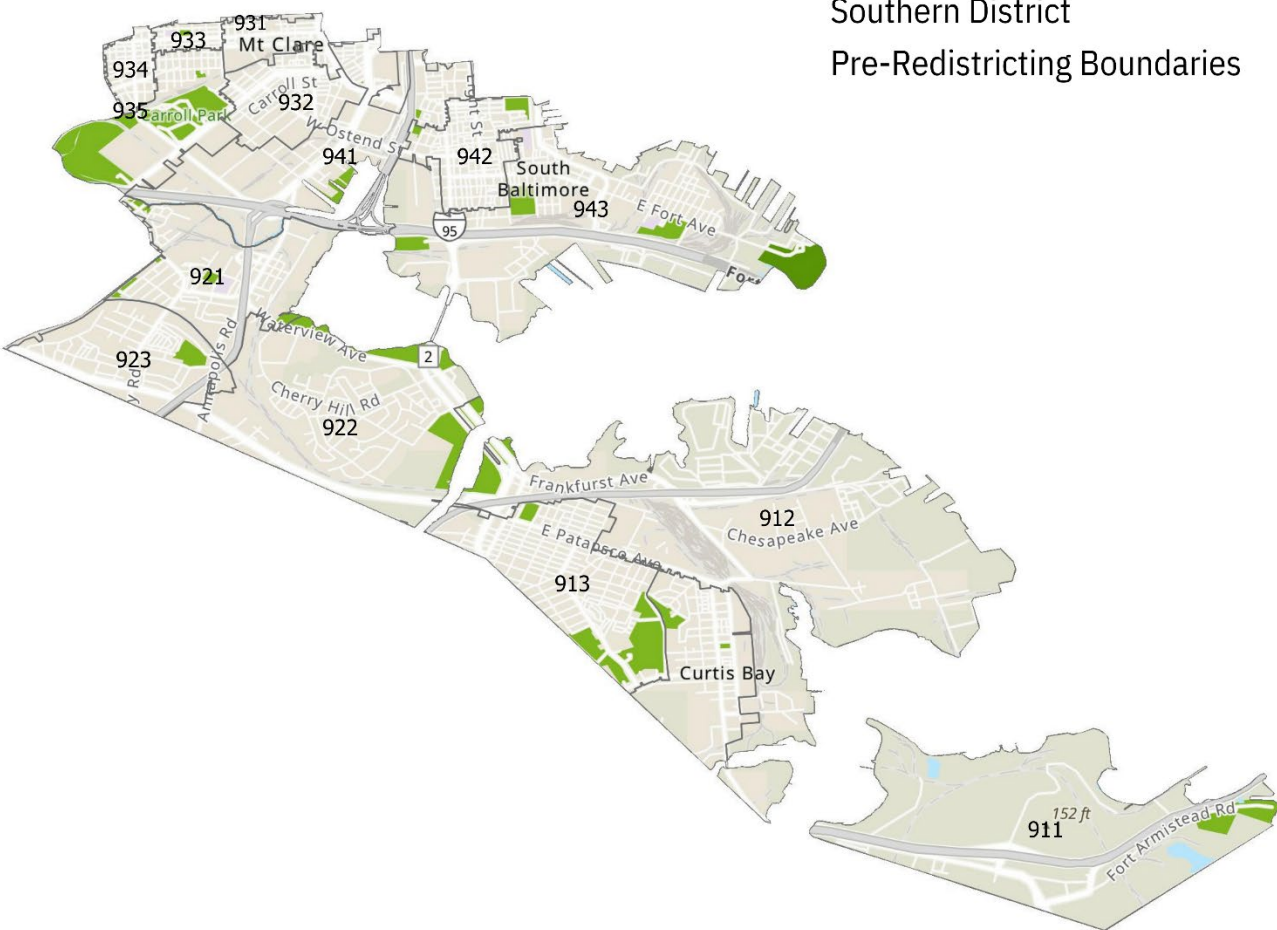 Southern District
Pre-Redistricting Boundaries
931
933
Mt Clare
934
Carroll St
932
935
Carroll Park
W Ostend St
941
942
South
Baltimore
943
E Fort Ave
95
Fort
921
Waterview Ave
2
923
y Rd
Annapolis Rd
Cherry Hill Rd
922
Frankfurst Ave
912
Chesapeake Ave
E Patapsco Ave
913
Curtis Bay
152 ft
911
Fort Armistead Rd